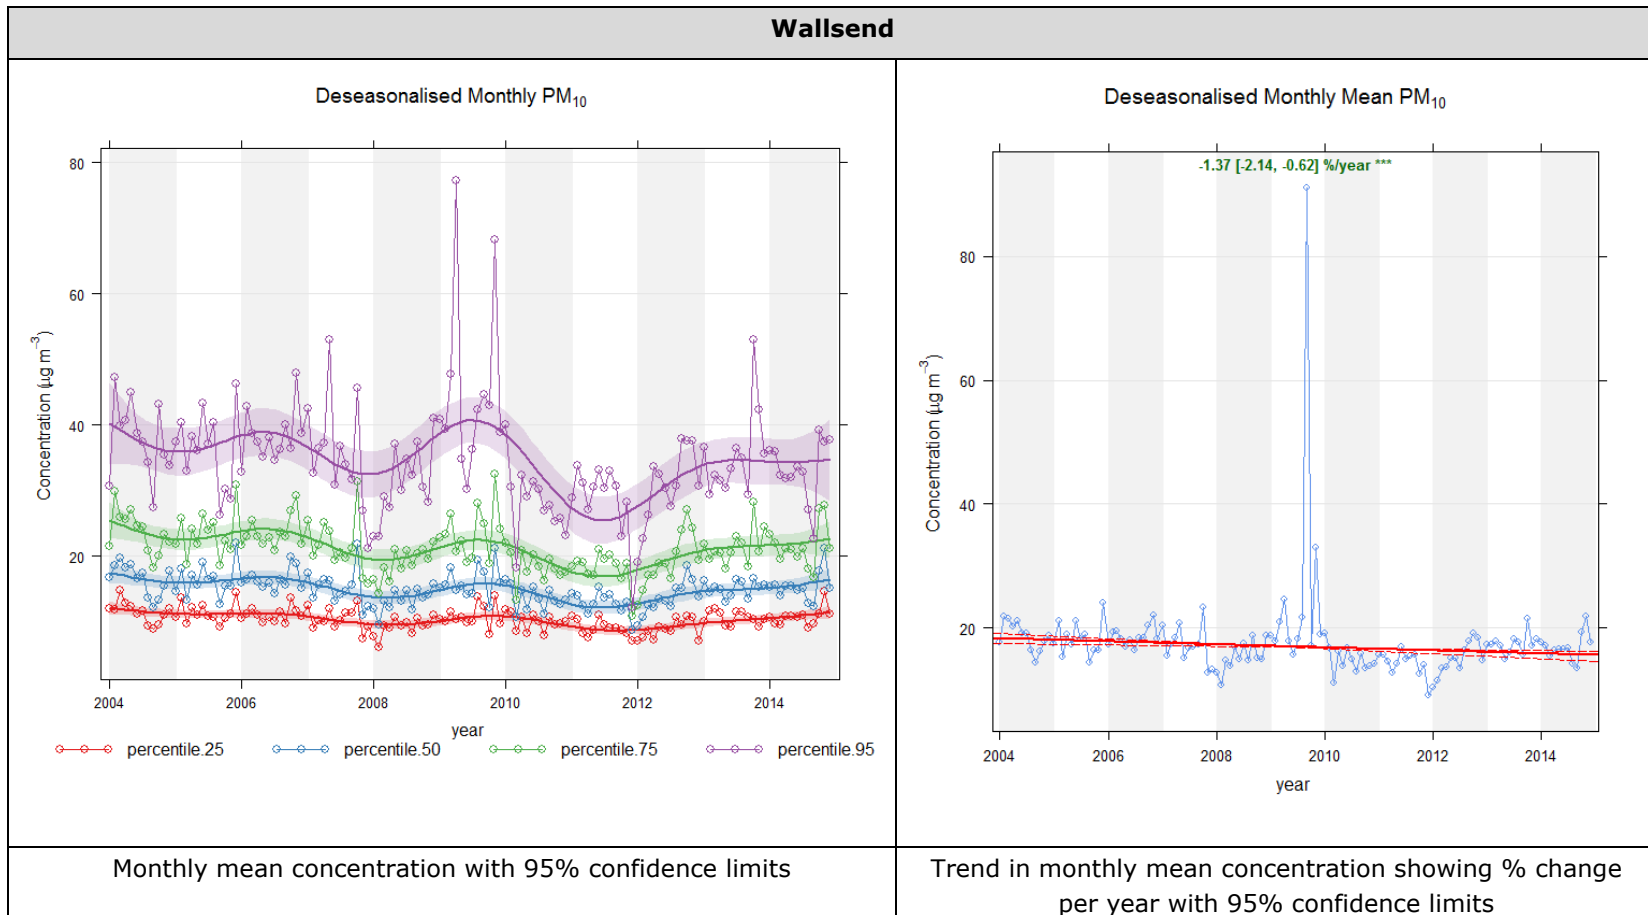 Wallsend
Deseasonalised Monthly PM₁₀
80
60
40
20
Concentration (µg m⁻³)
2004 2006 2008 2010 2012 2014
year
percentile.25 percentile.50 percentile.75 percentile.95
Monthly mean concentration with 95% confidence limits
Deseasonalised Monthly Mean PM₁₀
-1.37 [-2.14, -0.62] %/year ***
80
60
40
20
Concentration (µg m⁻³)
2004 2006 2008 2010 2012 2014
year
Trend in monthly mean concentration showing % change
per year with 95% confidence limits